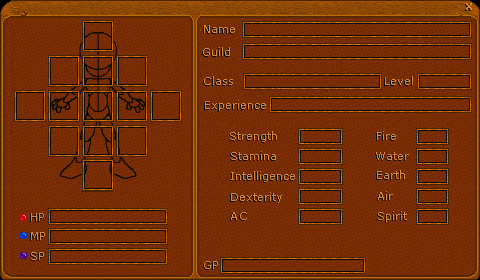 Name
Guild
Class Level
Experience
Strength Fire
Stamina Water
Intelligence Earth
Dexterity Air
AC Spirit
HP
MP
SP
GP